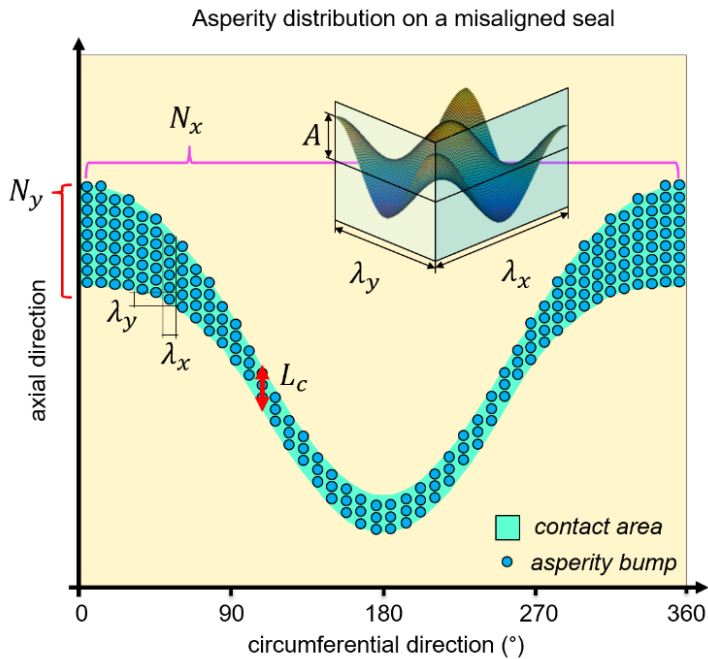 Asperity distribution on a misaligned seal
N_x
A
N_y
λ_y
λ_x
λ_y
λ_x
L_c
axial direction
contact area
asperity bump
0
90
180
270
360
circumferential direction (°)